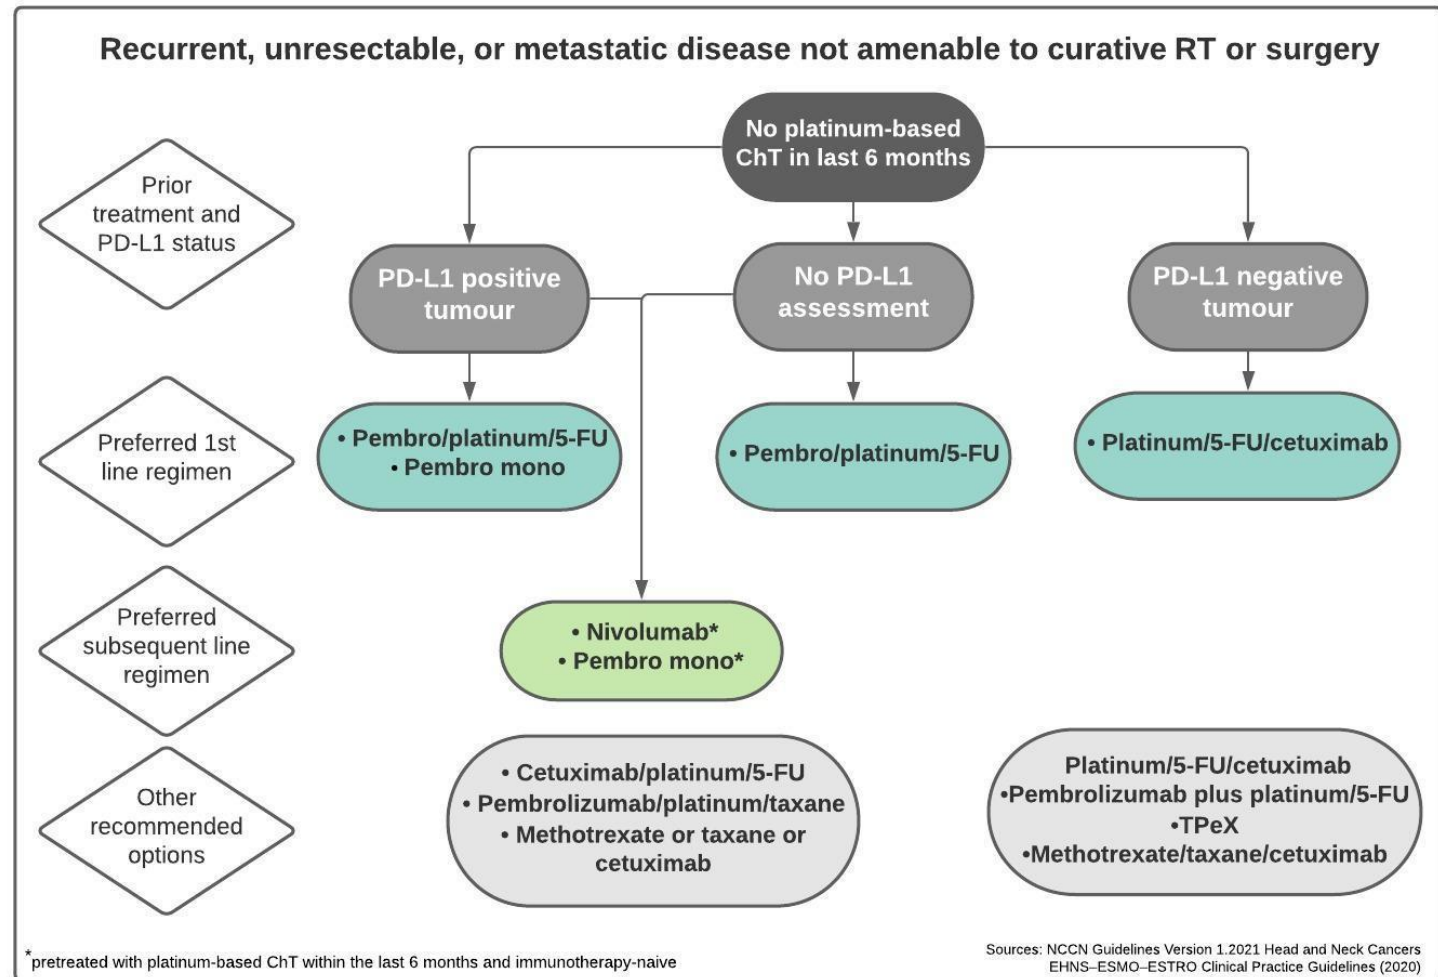 Recurrent, unresectable, or metastatic disease not amenable to curative RT or surgery
No platinum-based
ChT in last 6 months
Prior
treatment and
PD-L1 status
PD-L1 positive
tumour
No PD-L1
assessment
PD-L1 negative
tumour
Preferred 1st
line regimen
• Pembro/platinum/5-FU
• Pembro mono
• Pembro/platinum/5-FU
• Platinum/5-FU/cetuximab
Preferred
subsequent line
regimen
• Nivolumab*
• Pembro mono*
Other
recommended
options
• Cetuximab/platinum/5-FU
• Pembrolizumab/platinum/taxane
• Methotrexate or taxane or
cetuximab
Platinum/5-FU/cetuximab
•Pembrolizumab plus platinum/5-FU
•TPeX
•Methotrexate/taxane/cetuximab
*pretreated with platinum-based ChT within the last 6 months and immunotherapy-naive
Sources: NCCN Guidelines Version 1.2021 Head and Neck Cancers
EHNS–ESMO–ESTRO Clinical Practice Guidelines (2020)